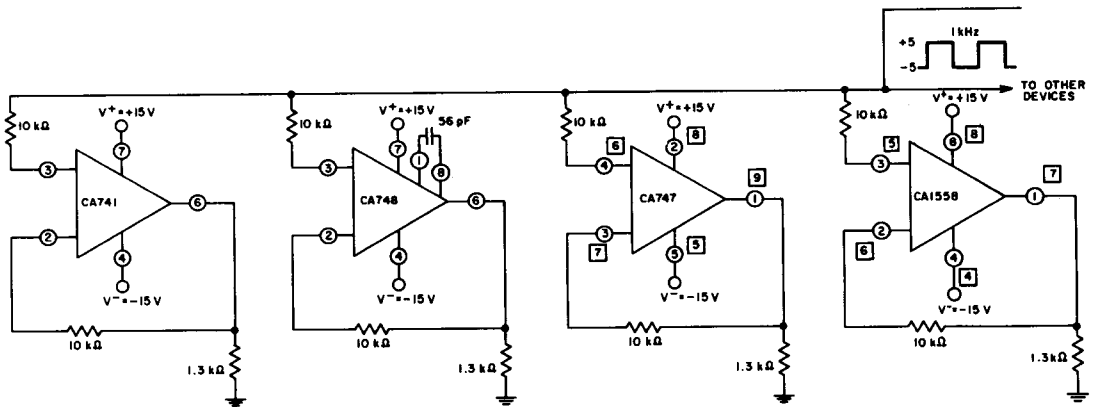 1 kHz
+5
-5
TO OTHER
DEVICES
V+=+15 V
10 kΩ
7
3
CA741
6
2
4
V-=-15 V
10 kΩ
1.3 kΩ
V+=+15 V
56 pF
10 kΩ
7
1
8
3
CA748
6
2
4
V-=-15 V
10 kΩ
1.3 kΩ
V+=+15 V
10 kΩ
2
8
6
4
CA747
9
1
3
7
5
5
V-=-15 V
10 kΩ
1.3 kΩ
V+=+15 V
10 kΩ
8
8
5
3
CA1558
7
1
2
6
4
4
V-=-15 V
10 kΩ
1.3 kΩ